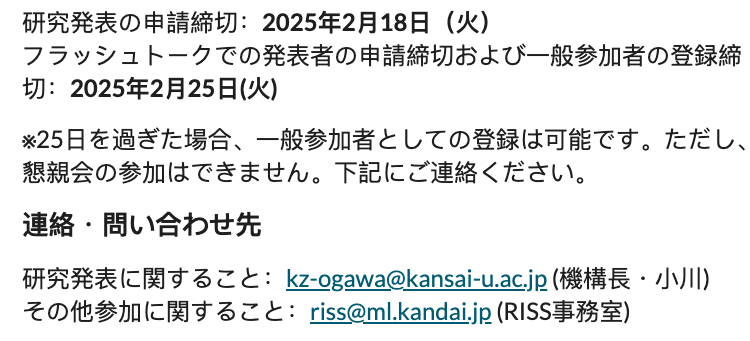 研究発表の申請締切：2025年2月18日（火）
フラッシュトークでの発表者の申請締切および一般参加者の登録締
切：2025年2月25日(火)
※25日を過ぎた場合、一般参加者としての登録は可能です。ただし、
懇親会の参加はできません。下記にご連絡ください。
連絡・問い合わせ先
研究発表に関すること：kz-ogawa@kansai-u.ac.jp (機構長・小川)
その他参加に関すること：riss@ml.kandai.jp (RISS事務室)